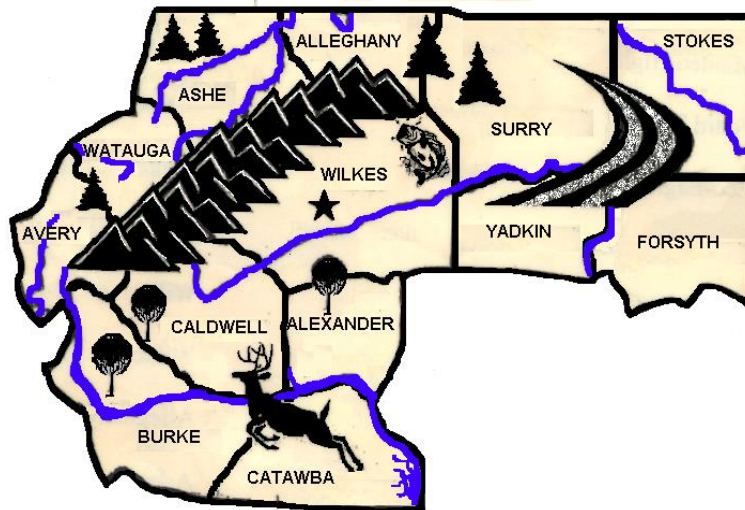 ALLEGHANY
STOKES
ASHE
SURRY
WATAUGA
WILKES
AVERY
YADKIN
FORSYTH
CALDWELL
ALEXANDER
BURKE
CATAWBA